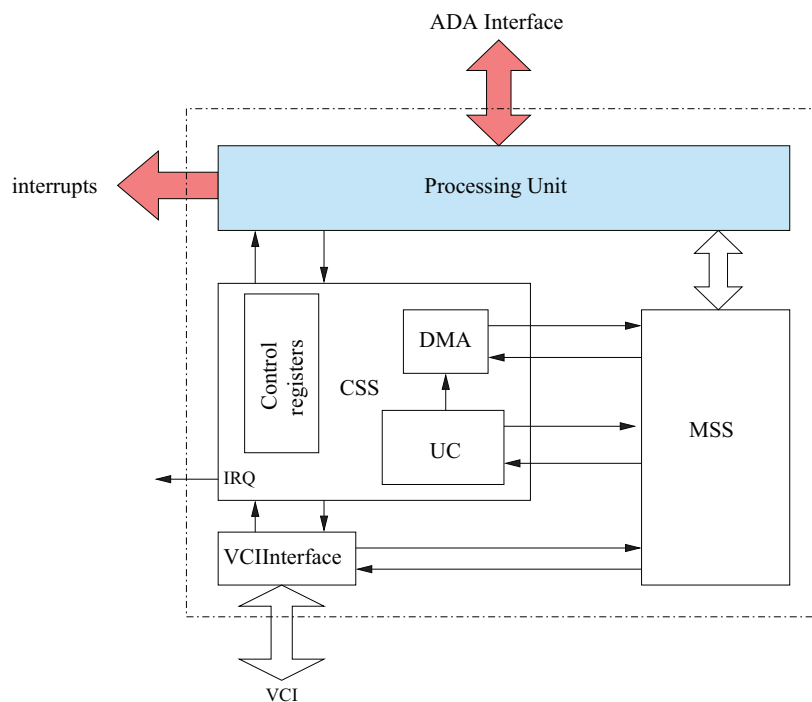 ADA Interface
interrupts
Processing Unit
Control
registers
CSS
DMA
UC
MSS
IRQ
VCIInterface
VCI